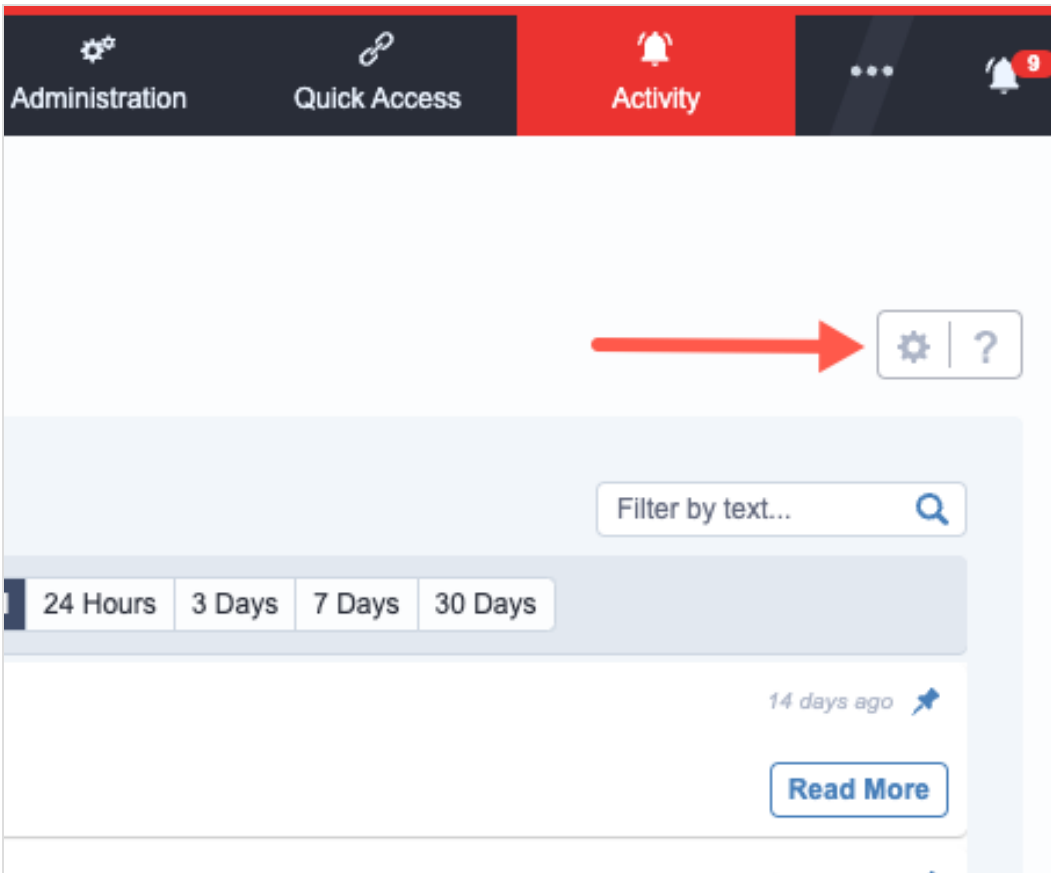 Administration
Quick Access
Activity
9
?
Filter by text...
24 Hours
3 Days
7 Days
30 Days
14 days ago
Read More